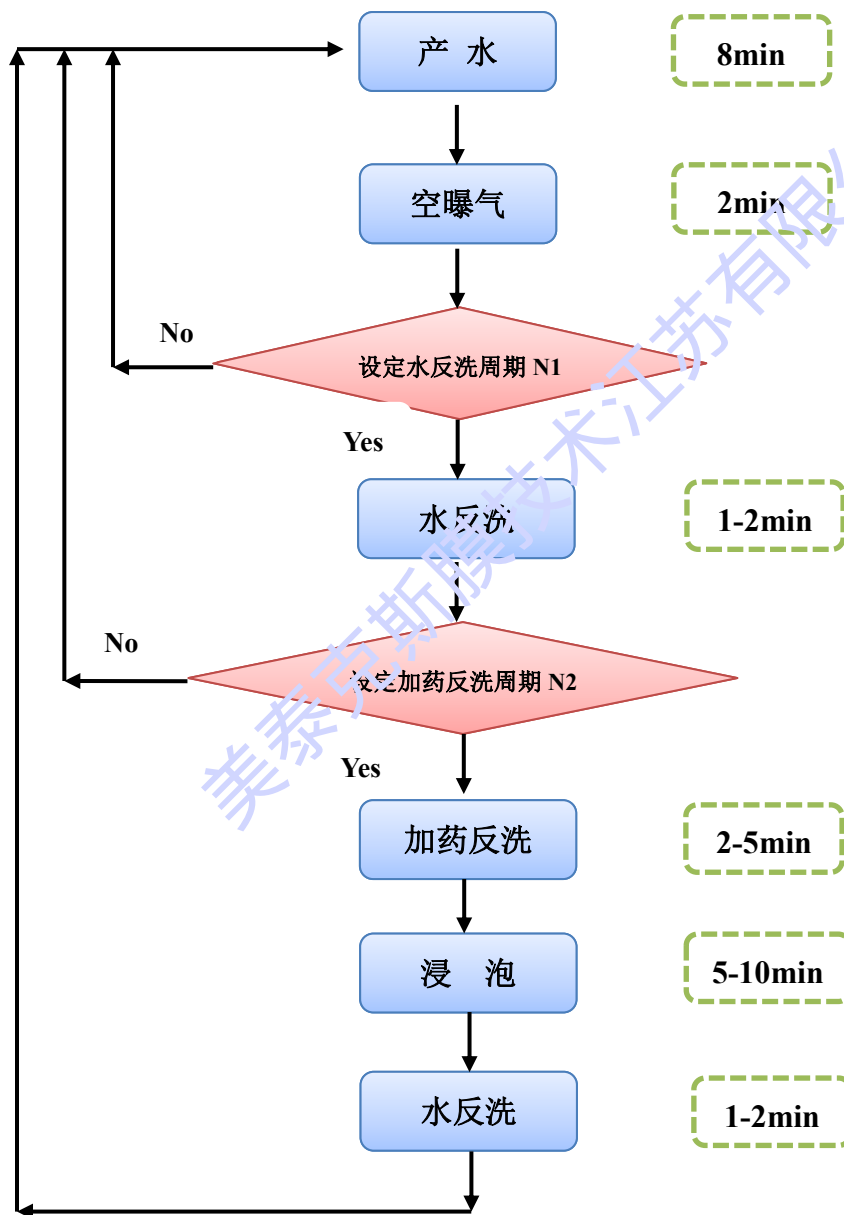 产 水
8min
空曝气
2min
No
设定水反洗周期 N1
Yes
水反洗
1-2min
No
设定加药反洗周期 N2
Yes
加药反洗
2-5min
浸 泡
5-10min
水反洗
1-2min
美泰克斯膜技术江苏有限公